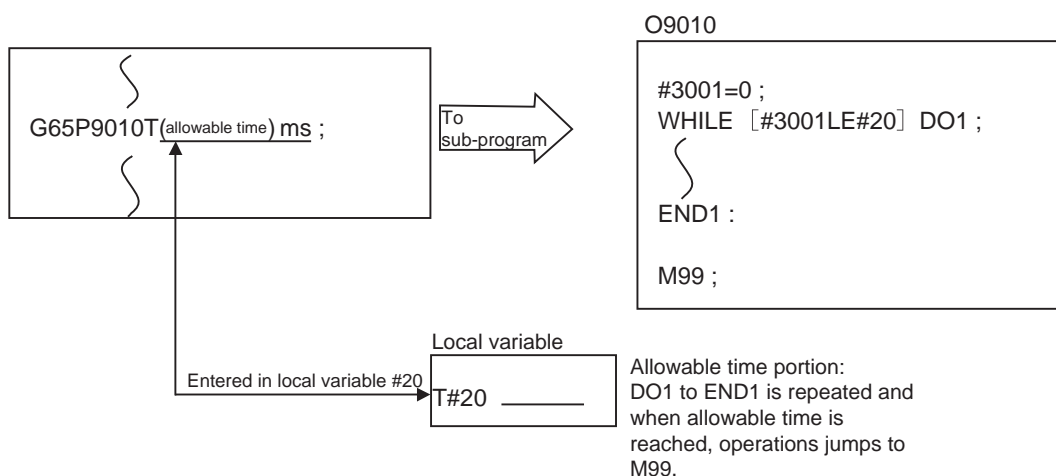 G65P9010T(allowable time) ms ;
To
sub-program
O9010
#3001=0 ;
WHILE [#3001LE#20] DO1 ;
END1 :
M99 ;
Entered in local variable #20
Local variable
T#20
Allowable time portion:
DO1 to END1 is repeated and
when allowable time is
reached, operations jumps to
M99.